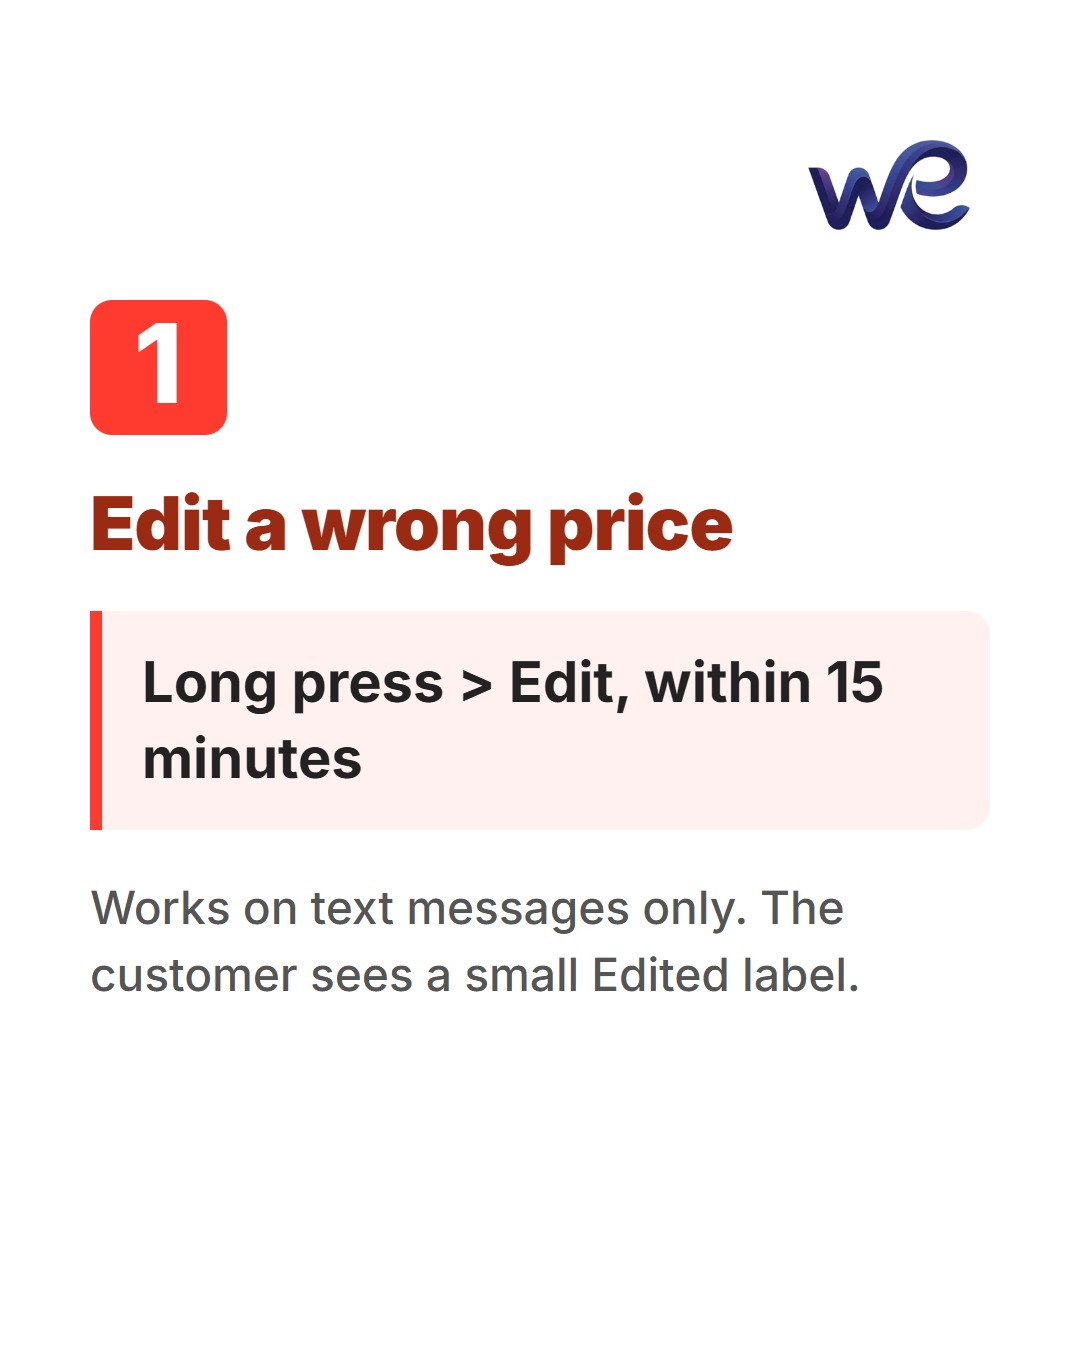 we
1
Edit a wrong price
Long press > Edit, within 15
minutes
Works on text messages only. The
customer sees a small Edited label.